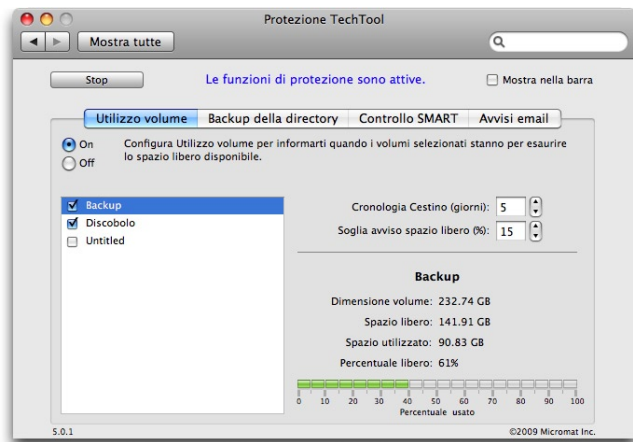 Protezione TechTool
Mostra tutte
Stop
Le funzioni di protezione sono attive.
Mostra nella barra
Utilizzo volume
Backup della directory
Controllo SMART
Avvisi email
On
Off
Configura Utilizzo volume per informarti quando i volumi selezionati stanno per esaurire
lo spazio libero disponibile.
Backup
Discobolo
Untitled
Cronologia Cestino (giorni): 5
Soglia avviso spazio libero (%): 15
Backup
Dimensione volume: 232.74 GB
Spazio libero: 141.91 GB
Spazio utilizzato: 90.83 GB
Percentuale libero: 61%
0 10 20 30 40 50 60 70 80 90 100
Percentuale usato
5.0.1
©2009 Micromat Inc.